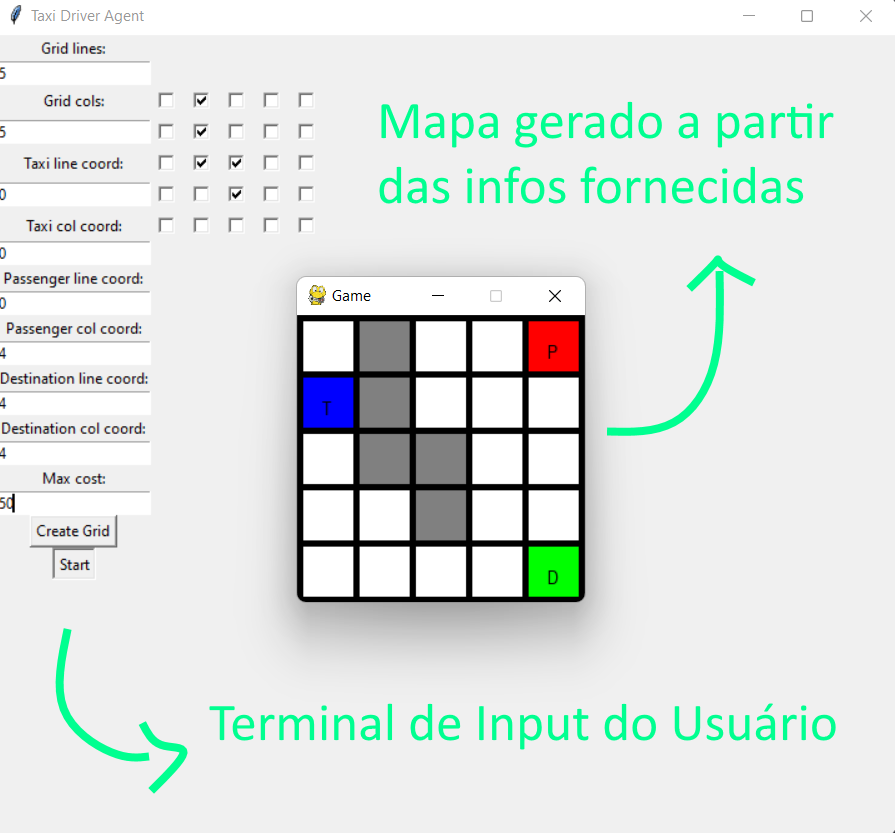 Taxi Driver Agent
Grid lines:
5
Grid cols:
5
Taxi line coord:
0
Taxi col coord:
0
Passenger line coord:
0
Passenger col coord:
4
Destination line coord:
4
Destination col coord:
4
Max cost:
50
Create Grid
Start
Mapa gerado a partir
das infos fornecidas
Game
P
T
D
Terminal de Input do Usuário